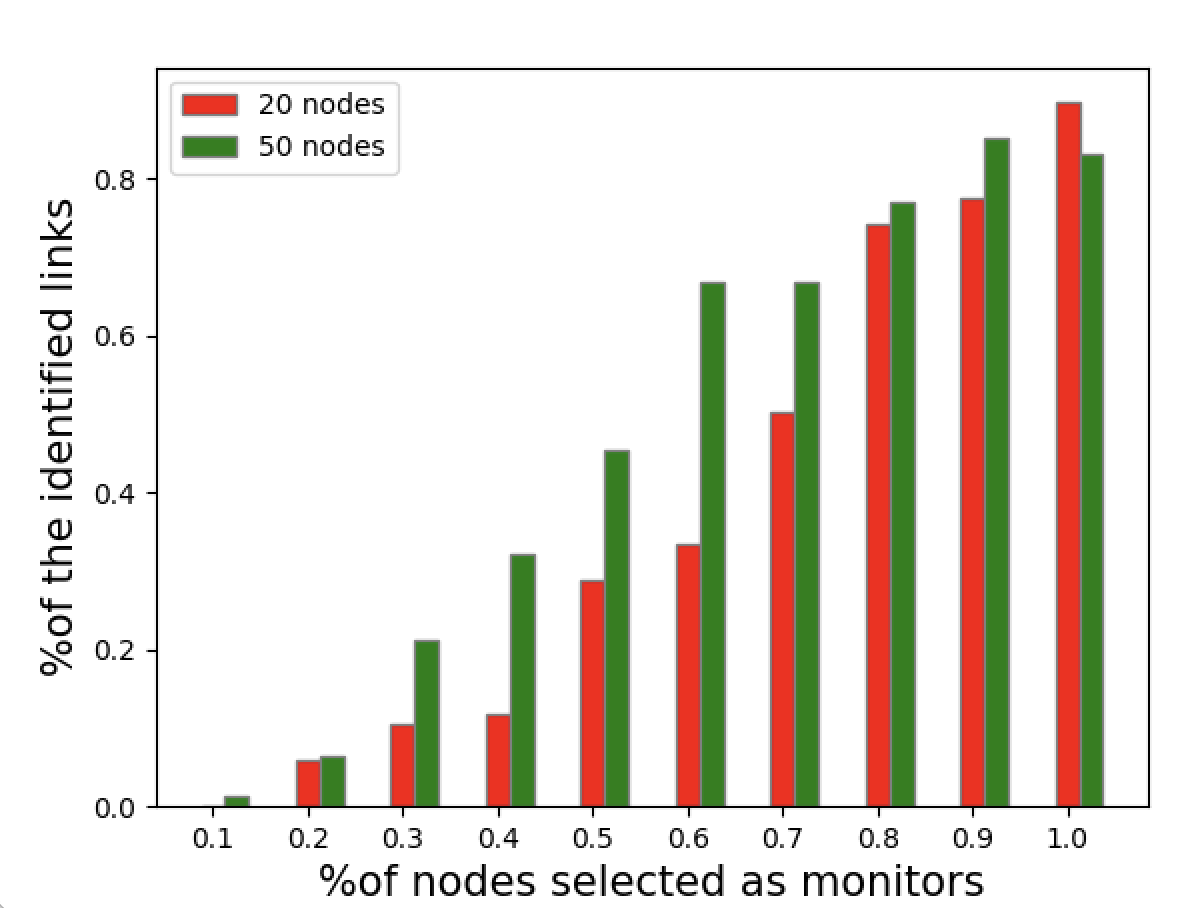 20 nodes
50 nodes
%of the identified links
0.8
0.6
0.4
0.2
0.0
0.1 0.2 0.3 0.4 0.5 0.6 0.7 0.8 0.9 1.0
%of nodes selected as monitors